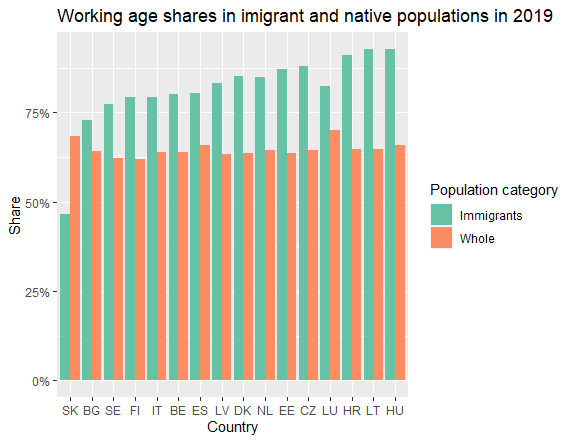 Working age shares in imigrant and native populations in 2019
75%
50%
25%
0%
Share
SK BG SE FI IT BE ES LV DK NL EE CZ LU HR LT HU
Country
Population category
Immigrants
Whole